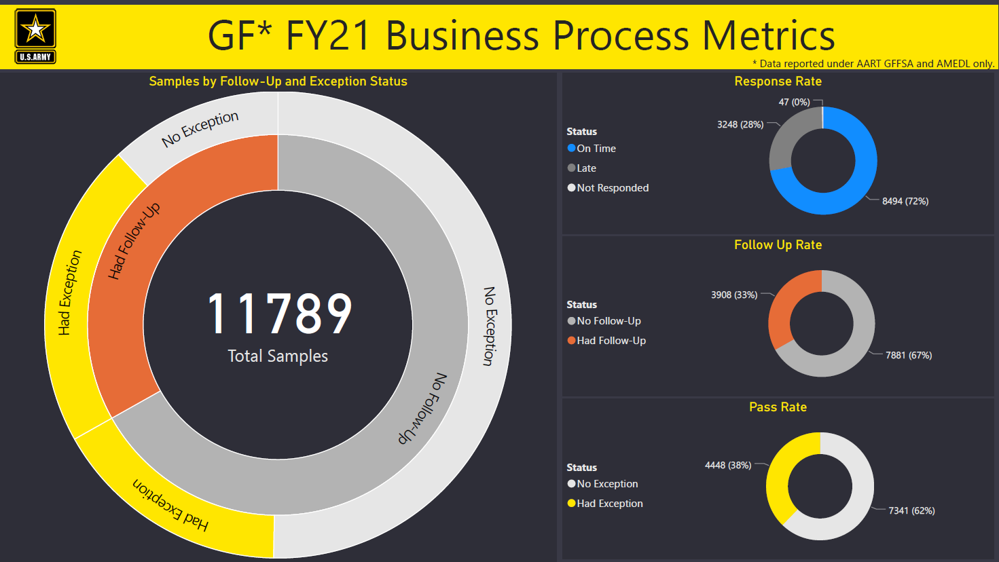 GF* FY21 Business Process Metrics
U.S.ARMY
* Data reported under AART GFFSA and AMEDL only.
Samples by Follow-Up and Exception Status
No Exception
Had Follow-Up
Had Exception
No Exception
No Follow-Up
Had Exception
11789
Total Samples
Response Rate
47 (0%)
3248 (28%)
Status
On Time
Late
Not Responded
8494 (72%)
Follow Up Rate
3908 (33%)
Status
No Follow-Up
Had Follow-Up
7881 (67%)
Pass Rate
4448 (38%)
Status
No Exception
Had Exception
7341 (62%)